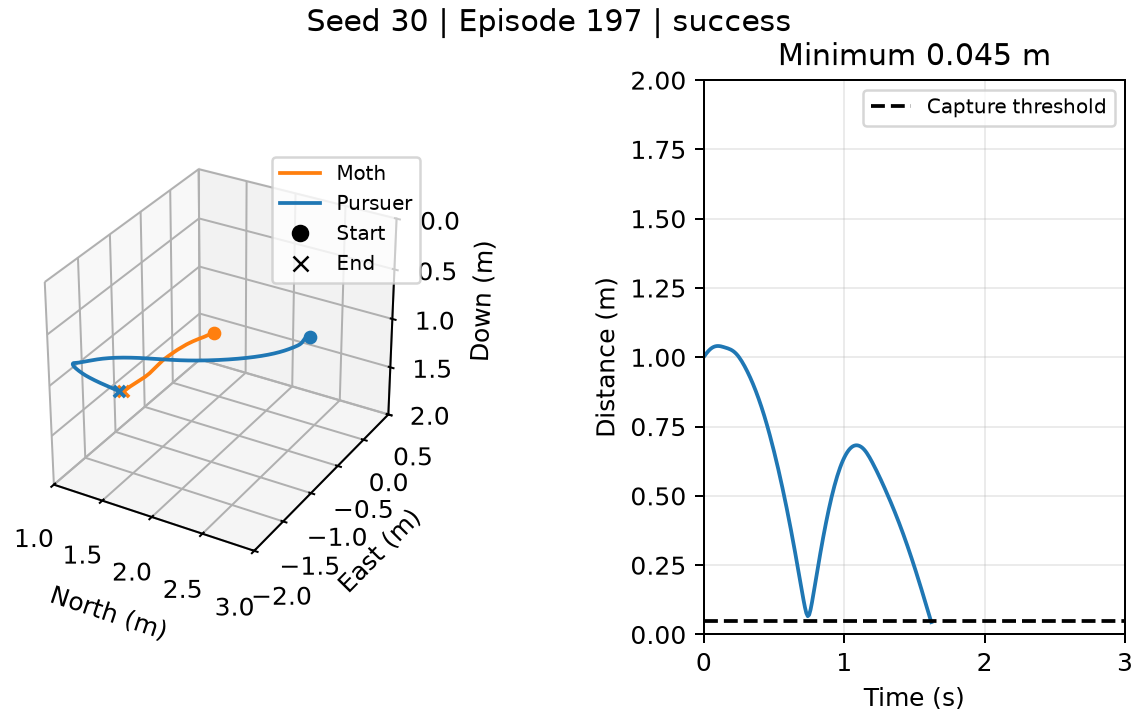 Seed 30 | Episode 197 | success
Moth
Pursuer
Start
End
0.0
0.5
1.0
1.5
2.0
Down (m)
0.5
0.0
−0.5
−1.0
−1.5
−2.0
East (m)
1.0
1.5
2.0
2.5
3.0
North (m)
Minimum 0.045 m
Capture threshold
2.00
1.75
1.50
1.25
1.00
0.75
0.50
0.25
0.00
Distance (m)
0
1
2
3
Time (s)